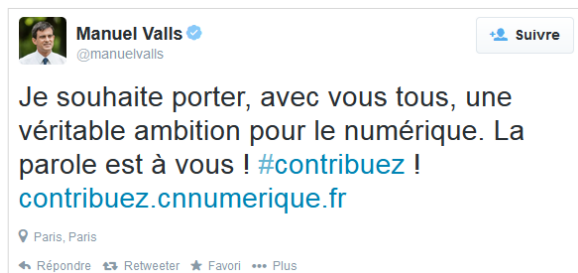 Manuel Valls
@manuelvalls
Suivre
Je souhaite porter, avec vous tous, une
véritable ambition pour le numérique. La
parole est à vous ! #contribuez !
contribuez.cnnumerique.fr
Paris, Paris
Répondre Retweeter Favori ••• Plus